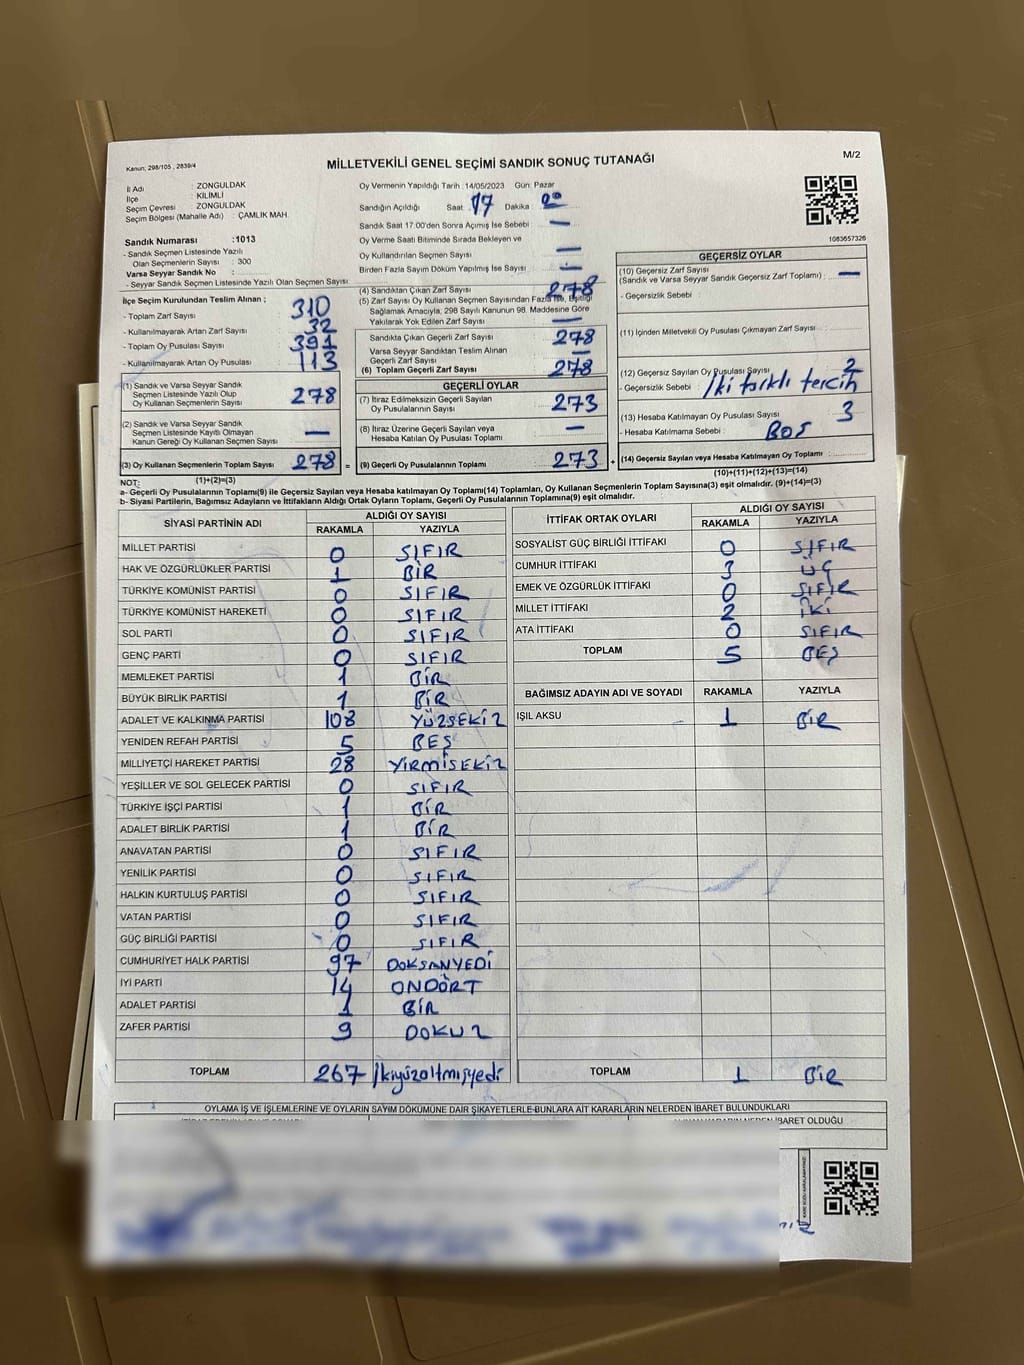 Kanun; 298/105 , 2839/4
MİLLETVEKİLİ GENEL SEÇİMİ SANDIK SONUÇ TUTANAĞI
M/2
İl Adı : ZONGULDAK
İlçe : KİLİMLİ
Seçim Çevresi : ZONGULDAK
Seçim Bölgesi (Mahalle Adı) : ÇAMLIK MAH.
Sandık Numarası :1013
- Sandık Seçmen Listesinde Yazılı
Olan Seçmenlerin Sayısı : 300
Varsa Seyyar Sandık No :
- Seyyar Sandık Seçmen Listesinde Yazılı Olan Seçmen Sayısı
Oy Vermenin Yapıldığı Tarih :14/05/2023 Gün: Pazar
Sandığın Açıldığı Saat 17 Dakika
Sandık Saat 17.00'den Sonra Açımış İse Sebebi —
Oy Verme Saati Bitiminde Sırada Bekleyen ve
Oy Kullandırılan Seçmen Sayısı —
Birden Fazla Sayım Döküm Yapılmış İse Sayısı —
1083657326
İlçe Seçim Kurulundan Teslim Alınan ;
- Toplam Zarf Sayısı 310
- Kullanılmayarak Artan Zarf Sayısı 32
- Toplam Oy Pusulası Sayısı 391
- Kullanılmayarak Artan Oy Pusulası 113
(1) Sandık ve Varsa Seyyar Sandık
Seçmen Listesinde Yazılı Olup
Oy Kullanan Seçmenlerin Sayısı 278
(2) Sandık ve Varsa Seyyar Sandık
Seçmen Listesinde Kayıtlı Olmayan
Kanun Gereği Oy Kullanan Seçmen Sayısı —
(3) Oy Kullanan Seçmenlerin Toplam Sayısı 278 =
(1)+(2)=(3)
(4) Sandıktan Çıkan Zarf Sayısı 278
(5) Zarf Sayısı Oy Kullanan Seçmen Sayısından Fazla İse, Eşitliği
Sağlamak Amacıyla, 298 Sayılı Kanunun 98. Maddesine Göre
Yakılarak Yok Edilen Zarf Sayısı —
Sandıkta Çıkan Geçerli Zarf Sayısı 278
Varsa Seyyar Sandıktan Teslim Alınan
Geçerli Zarf Sayısı —
(6) Toplam Geçerli Zarf Sayısı 278
GEÇERLİ OYLAR
(7) İtiraz Edilmeksizin Geçerli Sayılan
Oy Pusulalarının Sayısı 273
(8) İtiraz Üzerine Geçerli Sayılan veya
Hesaba Katılan Oy Pusulası Toplamı —
(9) Geçerli Oy Pusulalarının Toplamı 273 +
GEÇERSİZ OYLAR
(10) Geçersiz Zarf Sayısı
(Sandık ve Varsa Seyyar Sandık Geçersiz Zarf Toplamı) : —
- Geçersizlik Sebebi :
(11) İçinden Milletvekili Oy Pusulası Çıkmayan Zarf Sayısı
(12) Geçersiz Sayılan Oy Pusulası Sayısı 2
- Geçersizlik Sebebi : İki farklı tercih
(13) Hesaba Katılmayan Oy Pusulası Sayısı 3
- Hesaba Katılmama Sebebi : BOŞ
(14) Geçersiz Sayılan veya Hesaba Katılmayan Oy Toplamı :
(10)+(11)+(12)+(13)=(14)
NOT:
a- Geçerli Oy Pusulalarının Toplamı(9) ile Geçersiz Sayılan veya Hesaba katılmayan Oy Toplamı(14) Toplamları, Oy Kullanan Seçmenlerin Toplam Sayısına(3) eşit olmalıdır. (9)+(14)=(3)
b- Siyasi Partilerin, Bağımsız Adayların ve İttifakların Aldığı Ortak Oyların Toplamı, Geçerli Oy Pusulalarının Toplamına(9) eşit olmalıdır.
SİYASİ PARTİNİN ADI ALDIĞI OY SAYISI
RAKAMLA YAZIYLA
MİLLET PARTİSİ 0 SIFIR
HAK VE ÖZGÜRLÜKLER PARTİSİ 1 BİR
TÜRKİYE KOMÜNİST PARTİSİ 0 SIFIR
TÜRKİYE KOMÜNİST HAREKETİ 0 SIFIR
SOL PARTİ 0 SIFIR
GENÇ PARTİ 0 SIFIR
MEMLEKET PARTİSİ 1 BİR
BÜYÜK BİRLİK PARTİSİ 1 BİR
ADALET VE KALKINMA PARTİSİ 108 YÜZSEKİZ
YENİDEN REFAH PARTİSİ 5 BEŞ
MİLLİYETÇİ HAREKET PARTİSİ 28 YİRMİSEKİZ
YEŞİLLER VE SOL GELECEK PARTİSİ 0 SIFIR
TÜRKİYE İŞÇİ PARTİSİ 1 BİR
ADALET BİRLİK PARTİSİ 1 BİR
ANAVATAN PARTİSİ 0 SIFIR
YENİLİK PARTİSİ 0 SIFIR
HALKIN KURTULUŞ PARTİSİ 0 SIFIR
VATAN PARTİSİ 0 SIFIR
GÜÇ BİRLİĞİ PARTİSİ 0 SIFIR
CUMHURİYET HALK PARTİSİ 97 DOKSANYEDİ
İYİ PARTİ 14 ONDÖRT
ADALET PARTİSİ 1 BİR
ZAFER PARTİSİ 9 DOKUZ
TOPLAM 267 İkiyüzaltmışyedi
İTTİFAK ORTAK OYLARI ALDIĞI OY SAYISI
RAKAMLA YAZIYLA
SOSYALİST GÜÇ BİRLİĞİ İTTİFAKI 0 SIFIR
CUMHUR İTTİFAKI 3 ÜÇ
EMEK VE ÖZGÜRLÜK İTTİFAKI 0 SIFIR
MİLLET İTTİFAKI 2 İKİ
ATA İTTİFAKI 0 SIFIR
TOPLAM 5 BEŞ
BAĞIMSIZ ADAYIN ADI VE SOYADI RAKAMLA YAZIYLA
IŞIL AKSU 1 BİR
TOPLAM 1 BİR
OYLAMA İŞ VE İŞLEMLERİNE VE OYLARIN SAYIM DÖKÜMÜNE DAİR ŞİKAYETLERLE BUNLARA AİT KARARLARIN NELERDEN İBARET BULUNDUKLARI
İBARET OLDUĞU